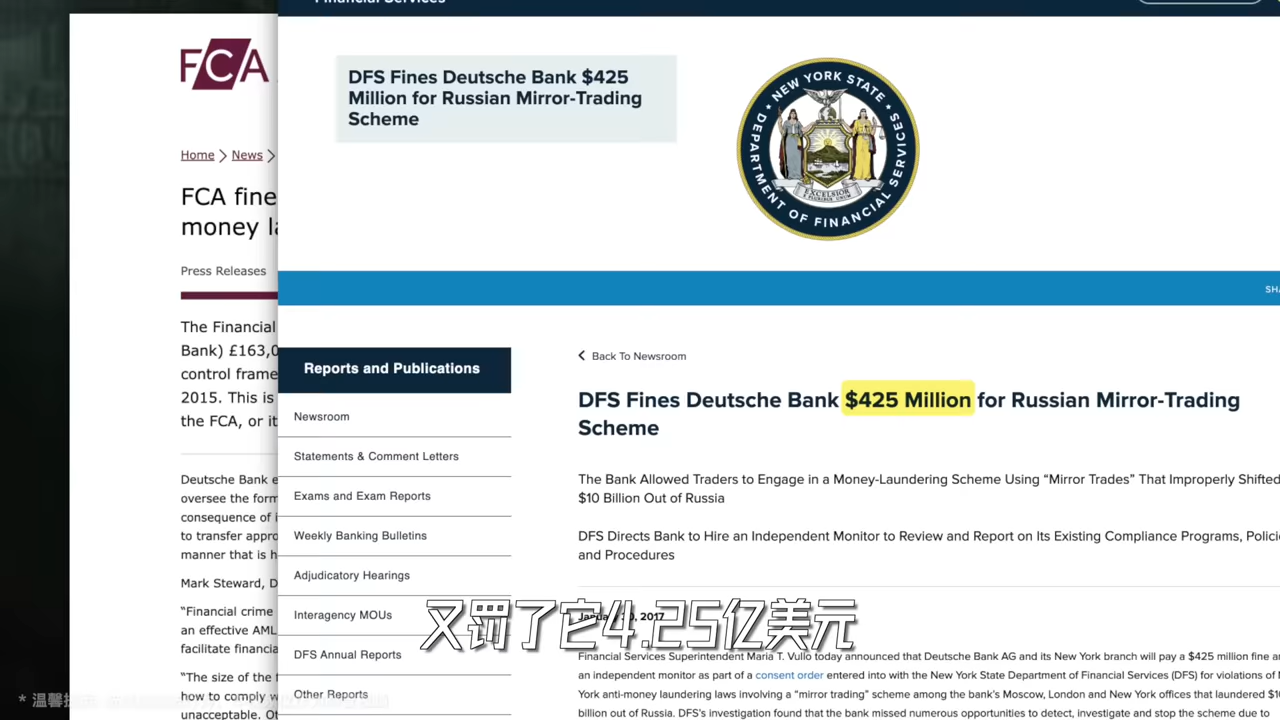 FCA
Home
News
FCA fine
money
Press Releases
The Financial
Bank) £163,0
control frame
2015. This is
the FCA, or it
Deutsche Bank e
oversee the form
consequence of i
to transfer appro
manner that is h
Mark Steward, D
"Financial crime
an effective AML
facilitate financia
"The size of the f
how to comply w
unacceptable. Ot
Financial Services
DFS Fines Deutsche Bank $425
Million for Russian Mirror-Trading
Scheme
NEW YORK STATE
DEPARTMENT OF FINANCIAL SERVICES
EXCELSIOR
SHA
Reports and Publications
Newsroom
Statements & Comment Letters
Exams and Exam Reports
Weekly Banking Bulletins
Adjudicatory Hearings
Interagency MOUs
DFS Annual Reports
Other Reports
Back To Newsroom
DFS Fines Deutsche Bank $425 Million for Russian Mirror-Trading
Scheme
The Bank Allowed Traders to Engage in a Money-Laundering Scheme Using “Mirror Trades” That Improperly Shifted
$10 Billion Out of Russia
DFS Directs Bank to Hire an Independent Monitor to Review and Report on Its Existing Compliance Programs, Polici
and Procedures
January 30, 2017
Financial Services Superintendent Maria T. Vullo today announced that Deutsche Bank AG and its New York branch will pay a $425 million fine an
an independent monitor as part of a consent order entered into with the New York State Department of Financial Services (DFS) for violations of N
York anti-money laundering laws involving a “mirror trading” scheme among the bank's Moscow, London and New York offices that laundered $10
billion out of Russia. DFS's investigation found that the bank missed numerous opportunities to detect, investigate and stop the scheme due to
又罚了它4.25亿美元
* 温馨